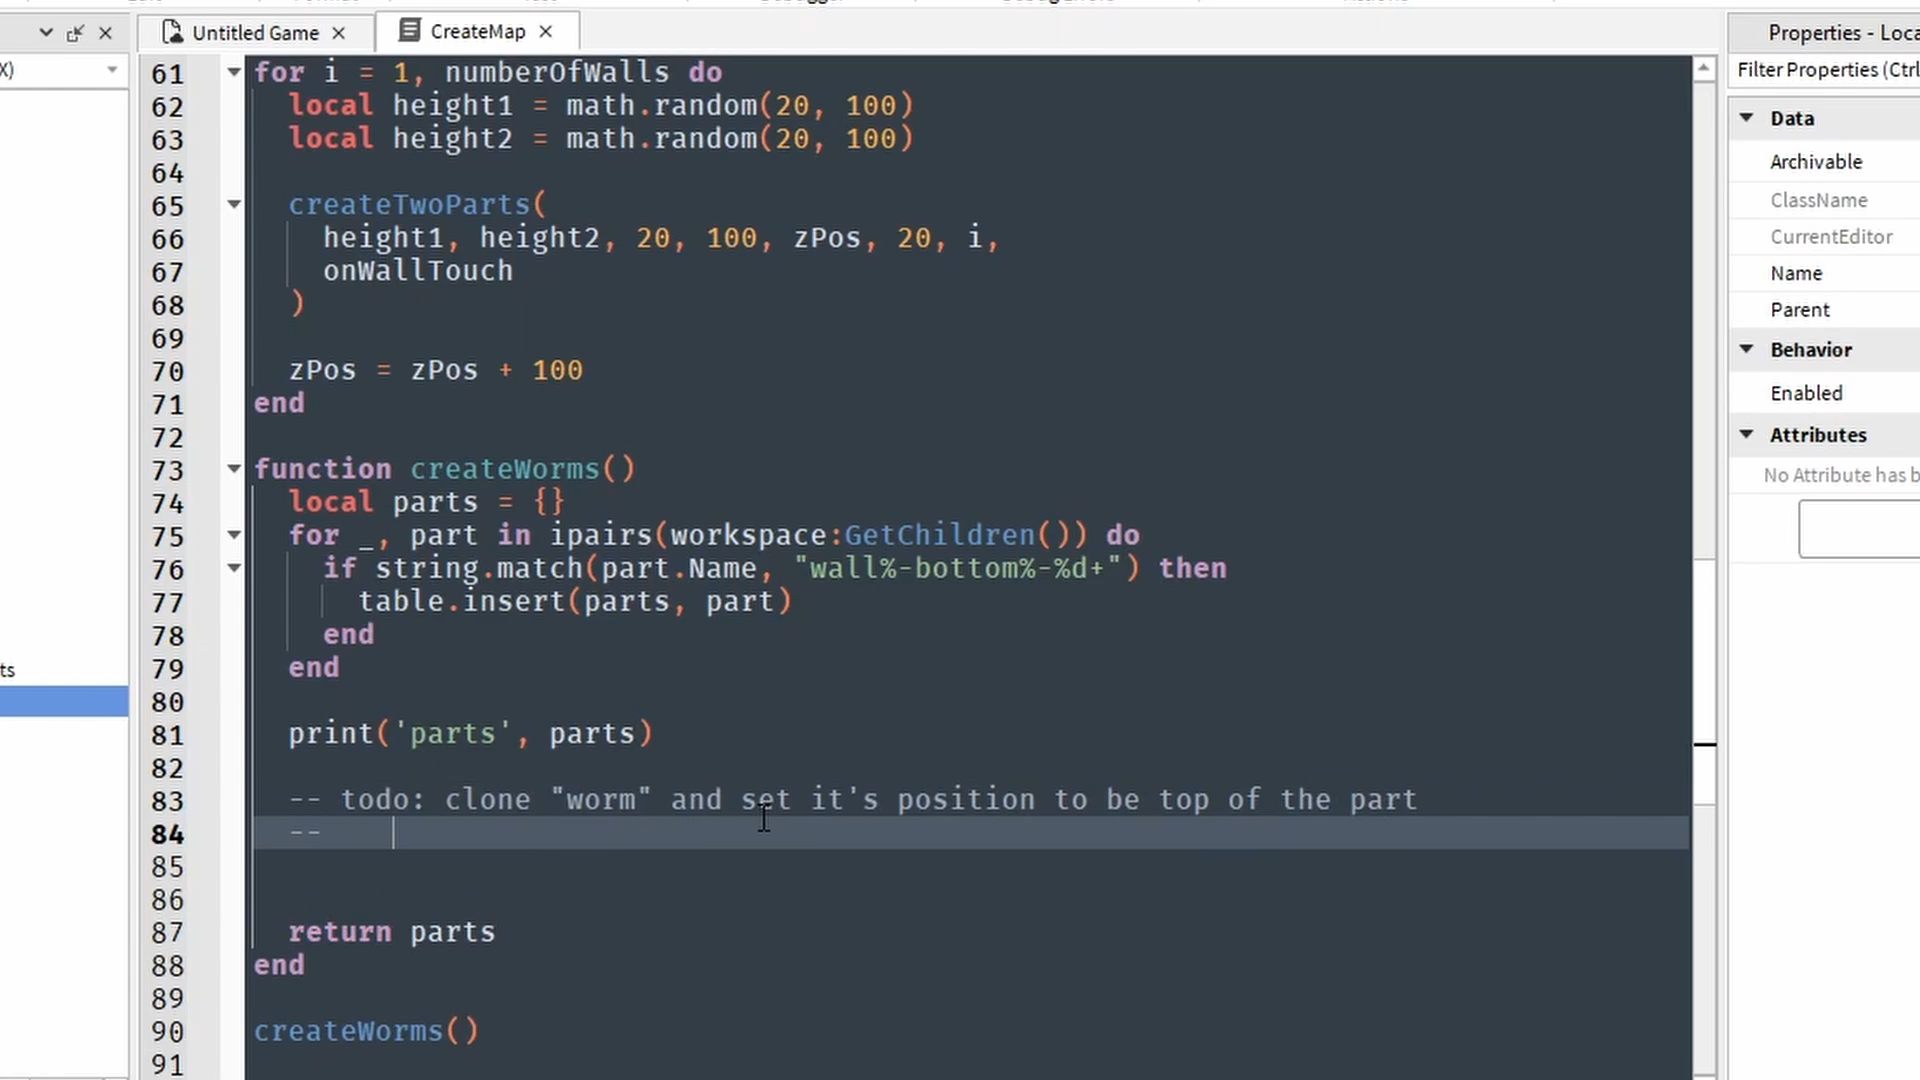 Untitled Game
CreateMap
Properties - Loca
X)
Filter Properties (Ctrl
61 for i = 1, numberOfWalls do
62 local height1 = math.random(20, 100)
63 local height2 = math.random(20, 100)
64
65 createTwoParts(
66 height1, height2, 20, 100, zPos, 20, i,
67 onWallTouch
68 )
69
70 zPos = zPos + 100
71 end
72
73 function createWorms()
74 local parts = {}
75 for _, part in ipairs(workspace:GetChildren()) do
76 if string.match(part.Name, "wall%-bottom%-%d+") then
77 table.insert(parts, part)
78 end
79 end
80
81 print('parts', parts)
82
83 -- todo: clone "worm" and set it's position to be top of the part
84 --
85
86
87 return parts
88 end
89
90 createWorms()
91
ts
Data
Archivable
ClassName
CurrentEditor
Name
Parent
Behavior
Enabled
Attributes
No Attribute has b